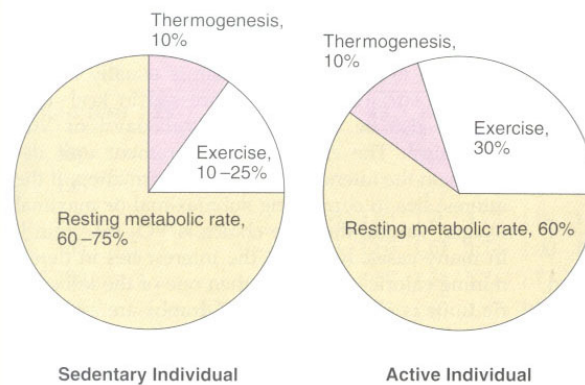 Thermogenesis,
10%
Exercise,
10–25%
Resting metabolic rate,
60–75%
Sedentary Individual
Thermogenesis,
10%
Exercise,
30%
Resting metabolic rate, 60%
Active Individual